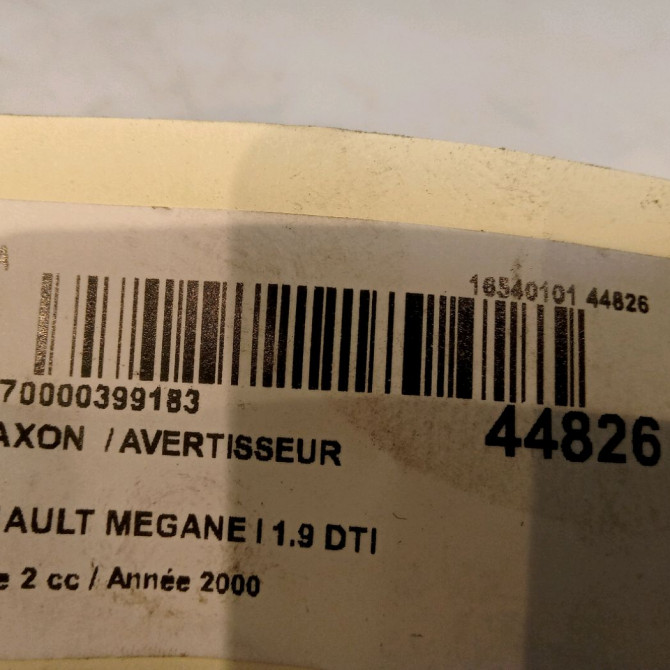 16540101 44826
70000399183
44826
AXON / AVERTISSEUR
AULT MEGANE I 1.9 DTI
e 2 cc / Année 2000